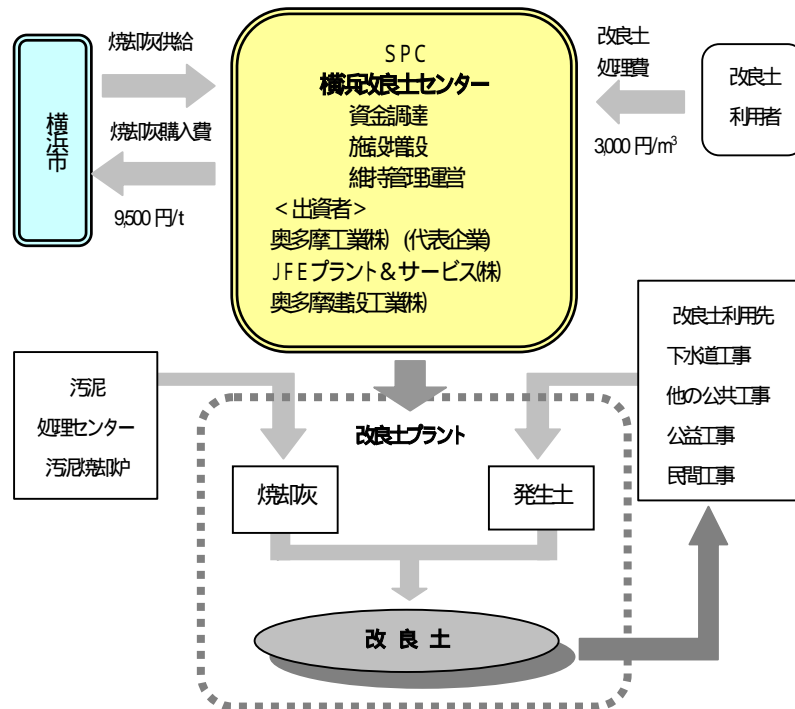 焼却灰供給
横浜市
焼却灰購入費
9,500 円/t
SPC
横浜改良土センター
資金調達
施設増設
維持管理運営
<出資者>
奥多摩工業㈱ (代表企業)
JFEプラント&サービス㈱
奥多摩建設工業㈱
改良土
処理費
3,000 円/m³
改良土
利用者
汚泥
処理センター
汚泥焼却炉
改良土プラント
焼却灰
発生土
改良土
改良土利用先
下水道工事
他の公共工事
公益工事
民間工事